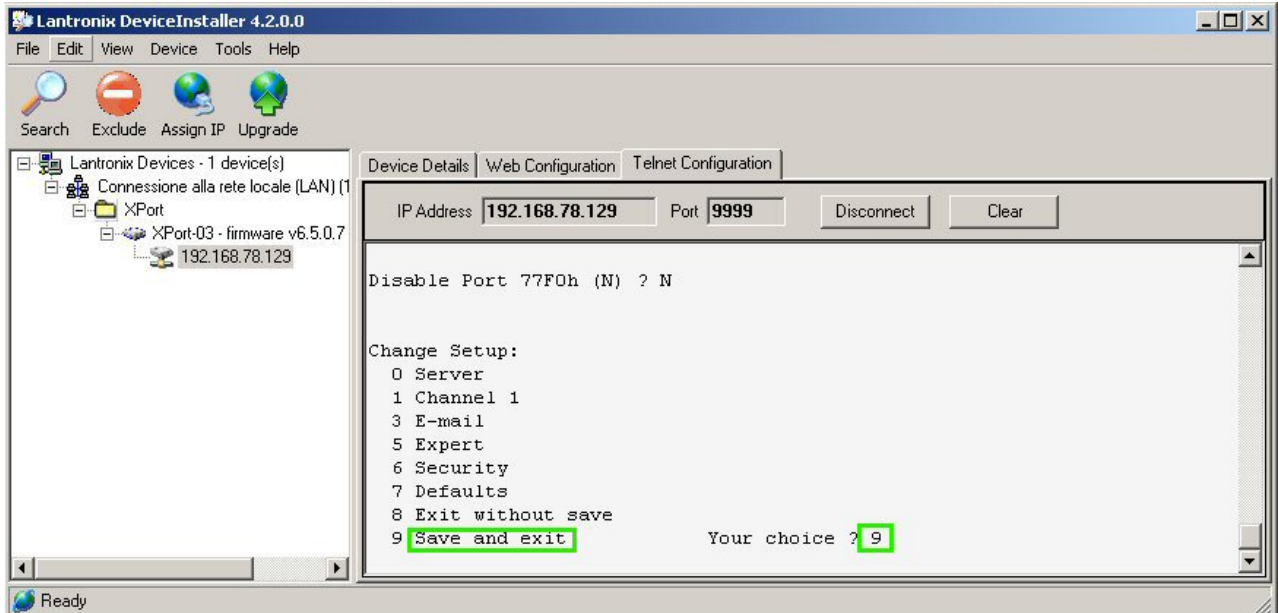 Lantronix DeviceInstaller 4.2.0.0
File Edit View Device Tools Help
Search Exclude Assign IP Upgrade
Lantronix Devices - 1 device(s)
Connessione alla rete locale (LAN) (1
XPort
XPort-03 - firmware v6.5.0.7
192.168.78.129
Device Details Web Configuration Telnet Configuration
IP Address 192.168.78.129 Port 9999 Disconnect Clear
Disable Port 77F0h (N) ? N
Change Setup:
0 Server
1 Channel 1
3 E-mail
5 Expert
6 Security
7 Defaults
8 Exit without save
9 Save and exit Your choice ? 9
Ready